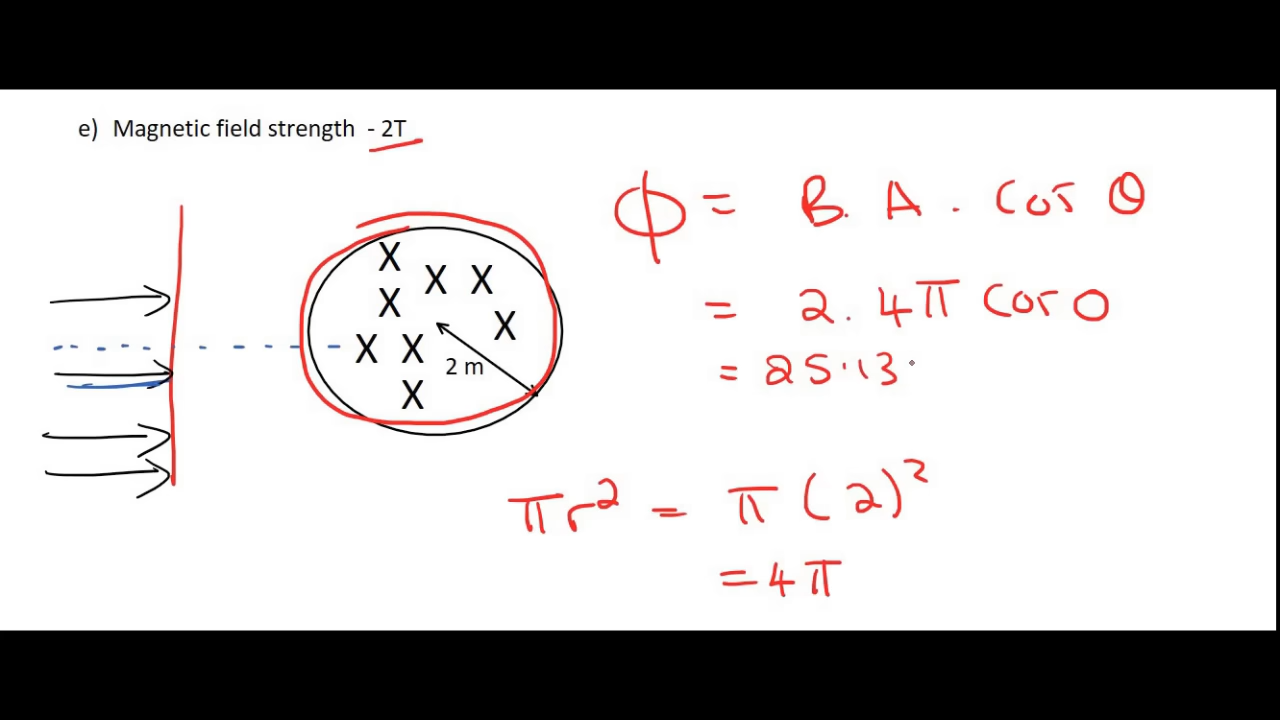 e) Magnetic field strength - 2T
ϕ = B. A. cos θ
= 2. 4π cos 0
= 25.13
X
X X
X
X
X X
2 m
X
πr² = π (2)²
= 4π